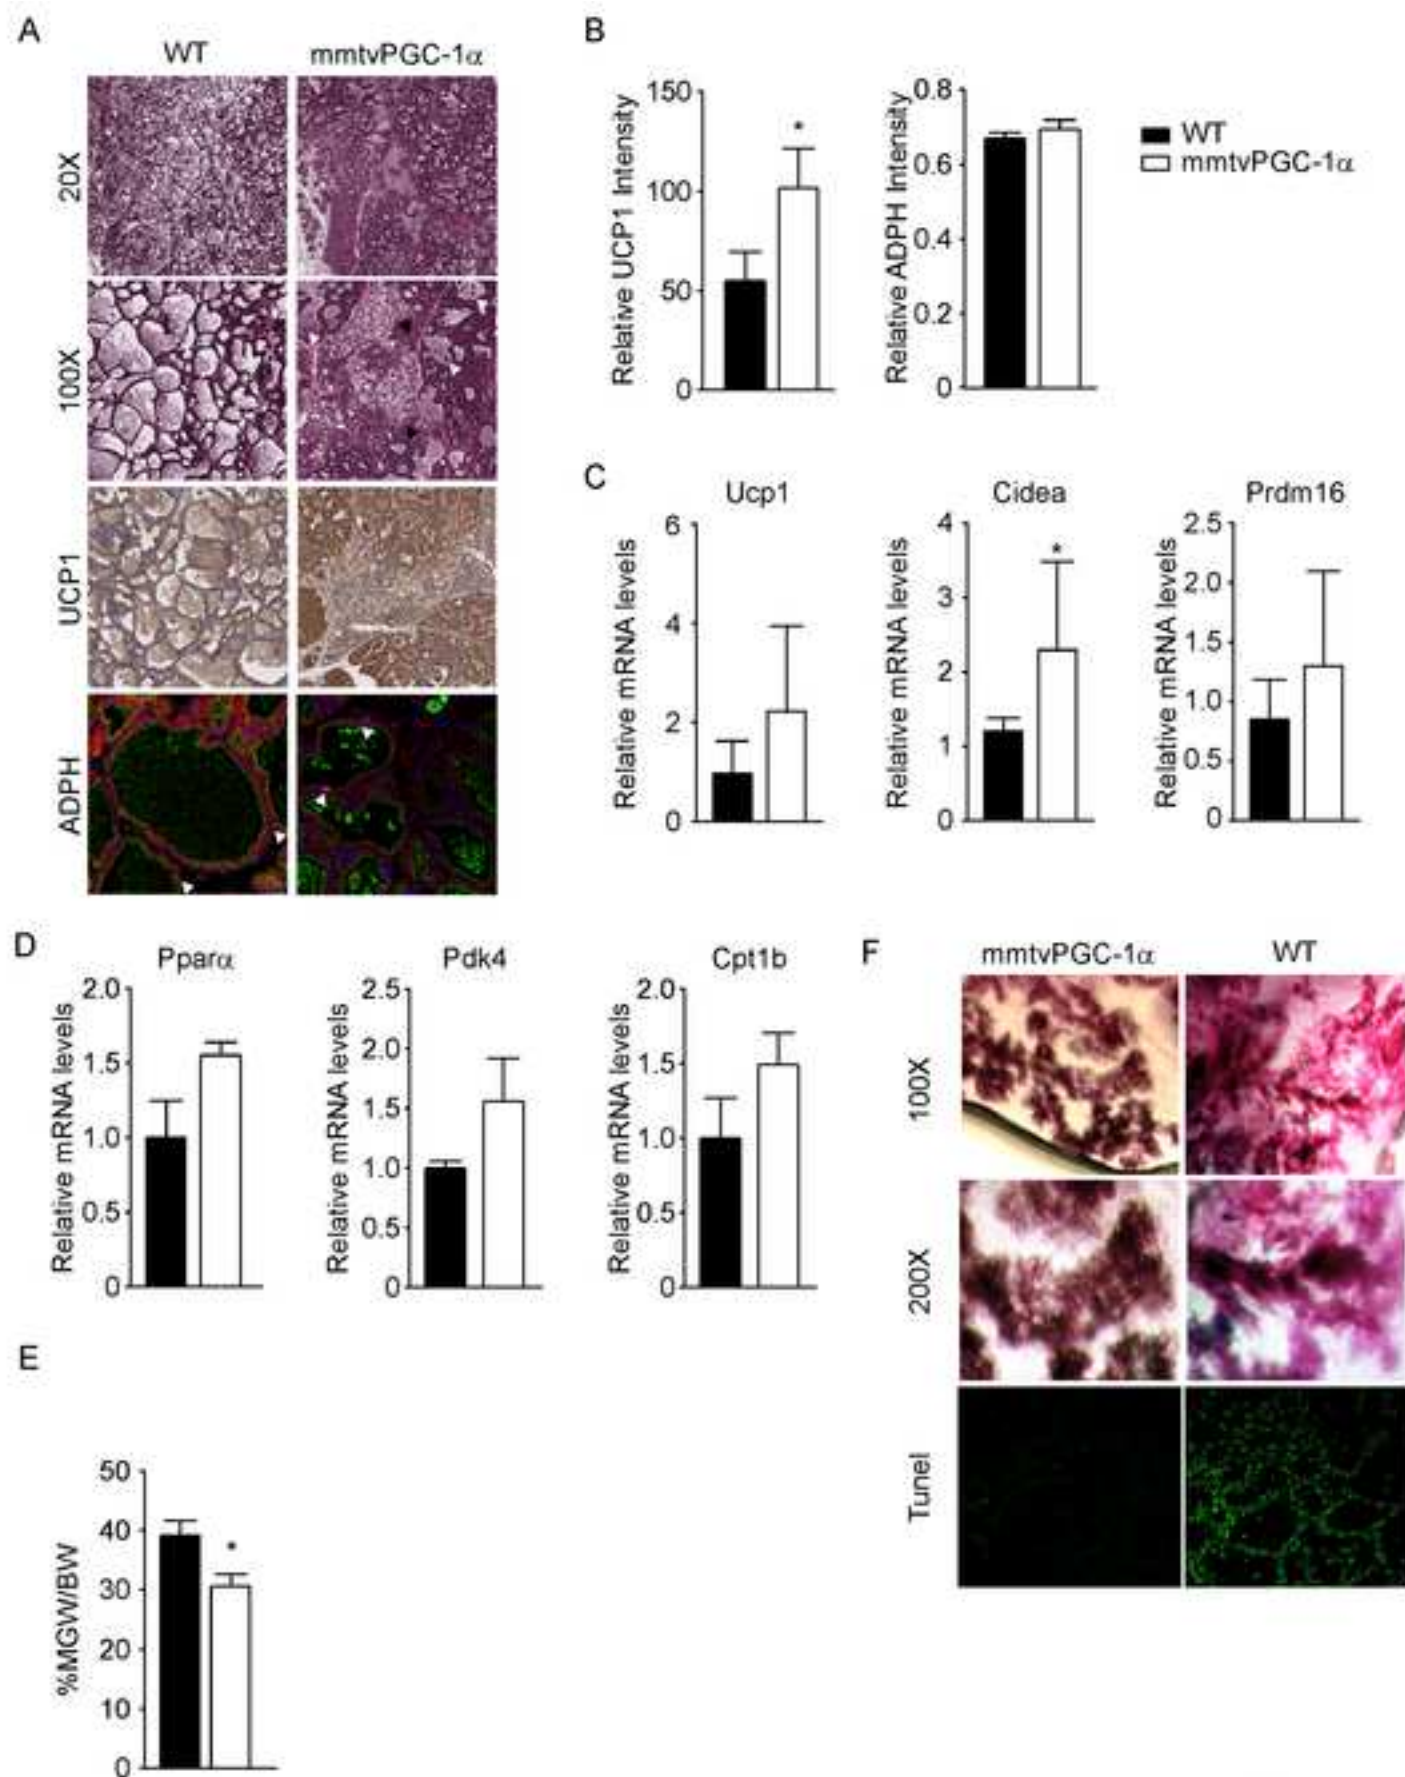 A
WT
mmtvPGC-1α
20X
100X
UCP1
ADPH
B
Relative UCP1 Intensity
150
100
50
0
*
Relative ADPH Intensity
0.8
0.6
0.4
0.2
0
WT
mmtvPGC-1α
C
Ucp1
Relative mRNA levels
6
4
2
0
Cidea
Relative mRNA levels
4
3
2
1
0
*
Prdm16
Relative mRNA levels
2.5
2.0
1.5
1.0
0.5
0
D
Pparα
Relative mRNA levels
2.0
1.5
1.0
0.5
0
Pdk4
Relative mRNA levels
2.5
2.0
1.5
1.0
0.5
0
Cpt1b
Relative mRNA levels
2.0
1.5
1.0
0.5
0
E
%MGW/BW
50
40
30
20
10
0
*
F
mmtvPGC-1α
WT
100X
200X
Tunel